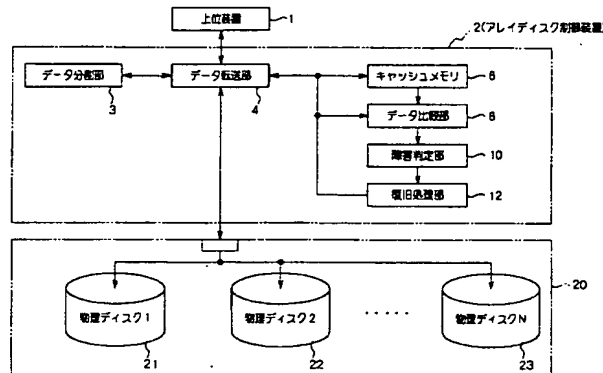 上位装置 1
2(アレイディスク制御装置)
データ分配部 データ転送部 キャッシュメモリ 6
3 4 データ比較部 8
障害判定部 10
復旧処理部 12
20
物理ディスク1 物理ディスク2 ・・・・・ 物理ディスクN
21 22 23